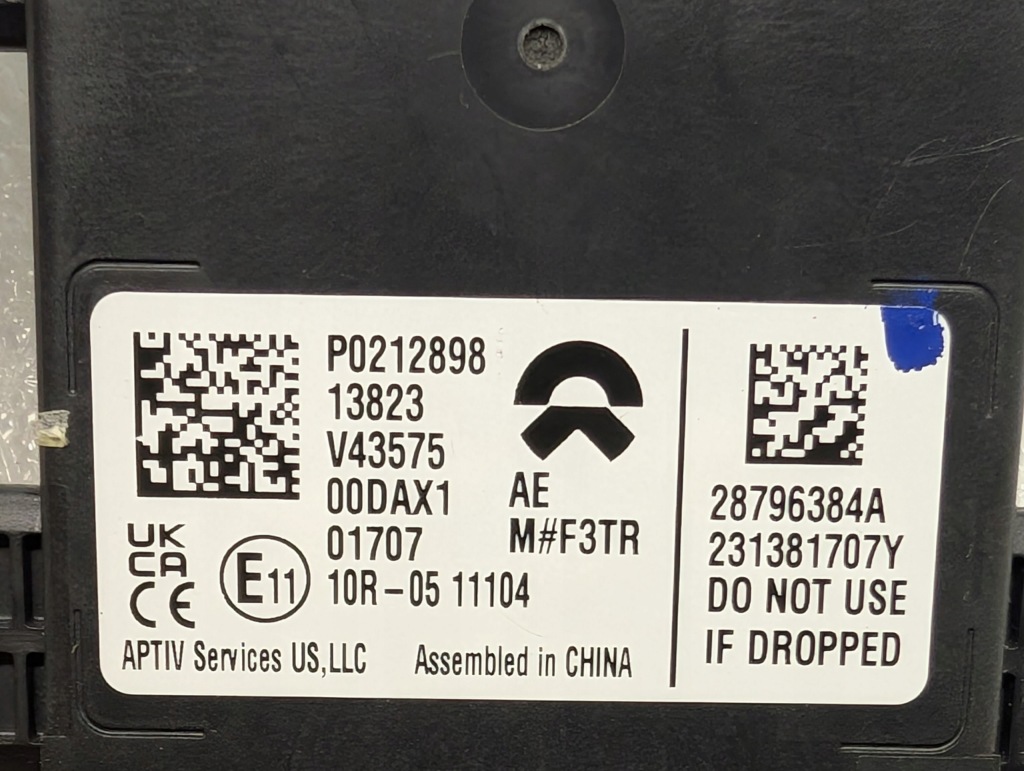 P0212898
13823
V43575
00DAX1
01707
10R-05 11104
AE
M#F3TR
UK
CA
CE
E11
APTIV Services US,LLC
Assembled in CHINA
28796384A
231381707Y
DO NOT USE
IF DROPPED